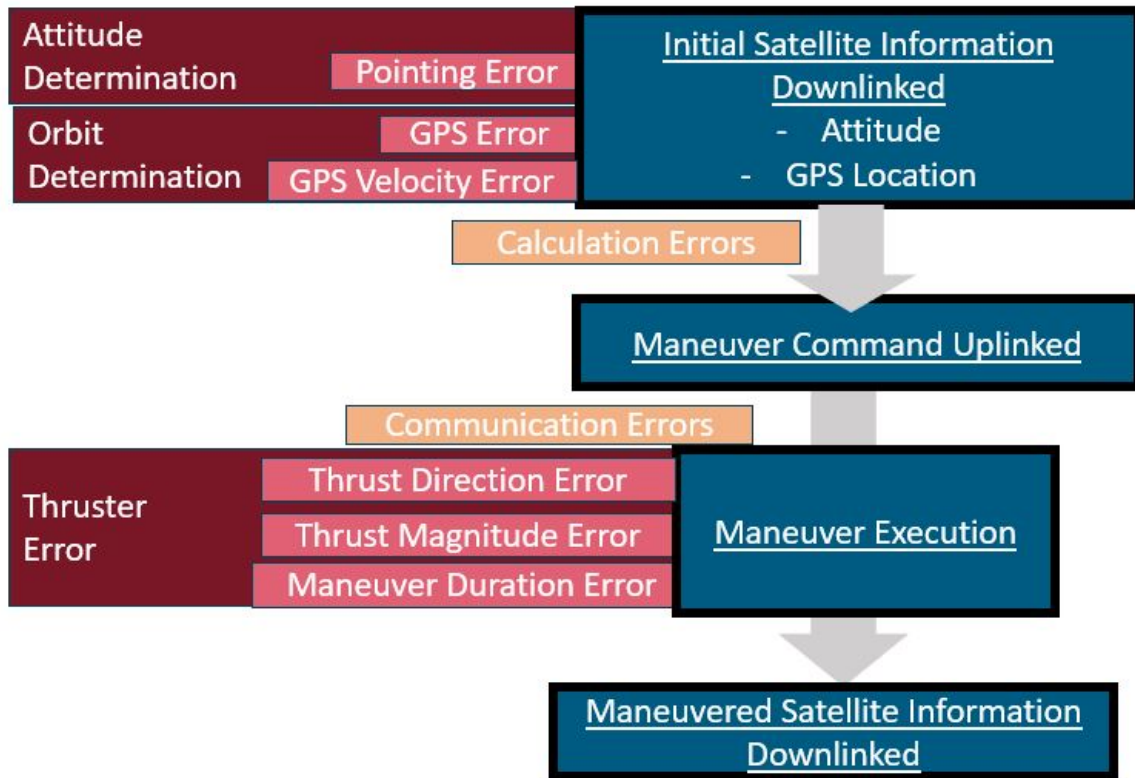 Attitude
Determination
Pointing Error
Orbit
Determination
GPS Error
GPS Velocity Error
Initial Satellite Information
Downlinked
- Attitude
- GPS Location
Calculation Errors
Maneuver Command Uplinked
Communication Errors
Thruster
Error
Thrust Direction Error
Thrust Magnitude Error
Maneuver Duration Error
Maneuver Execution
Maneuvered Satellite Information
Downlinked